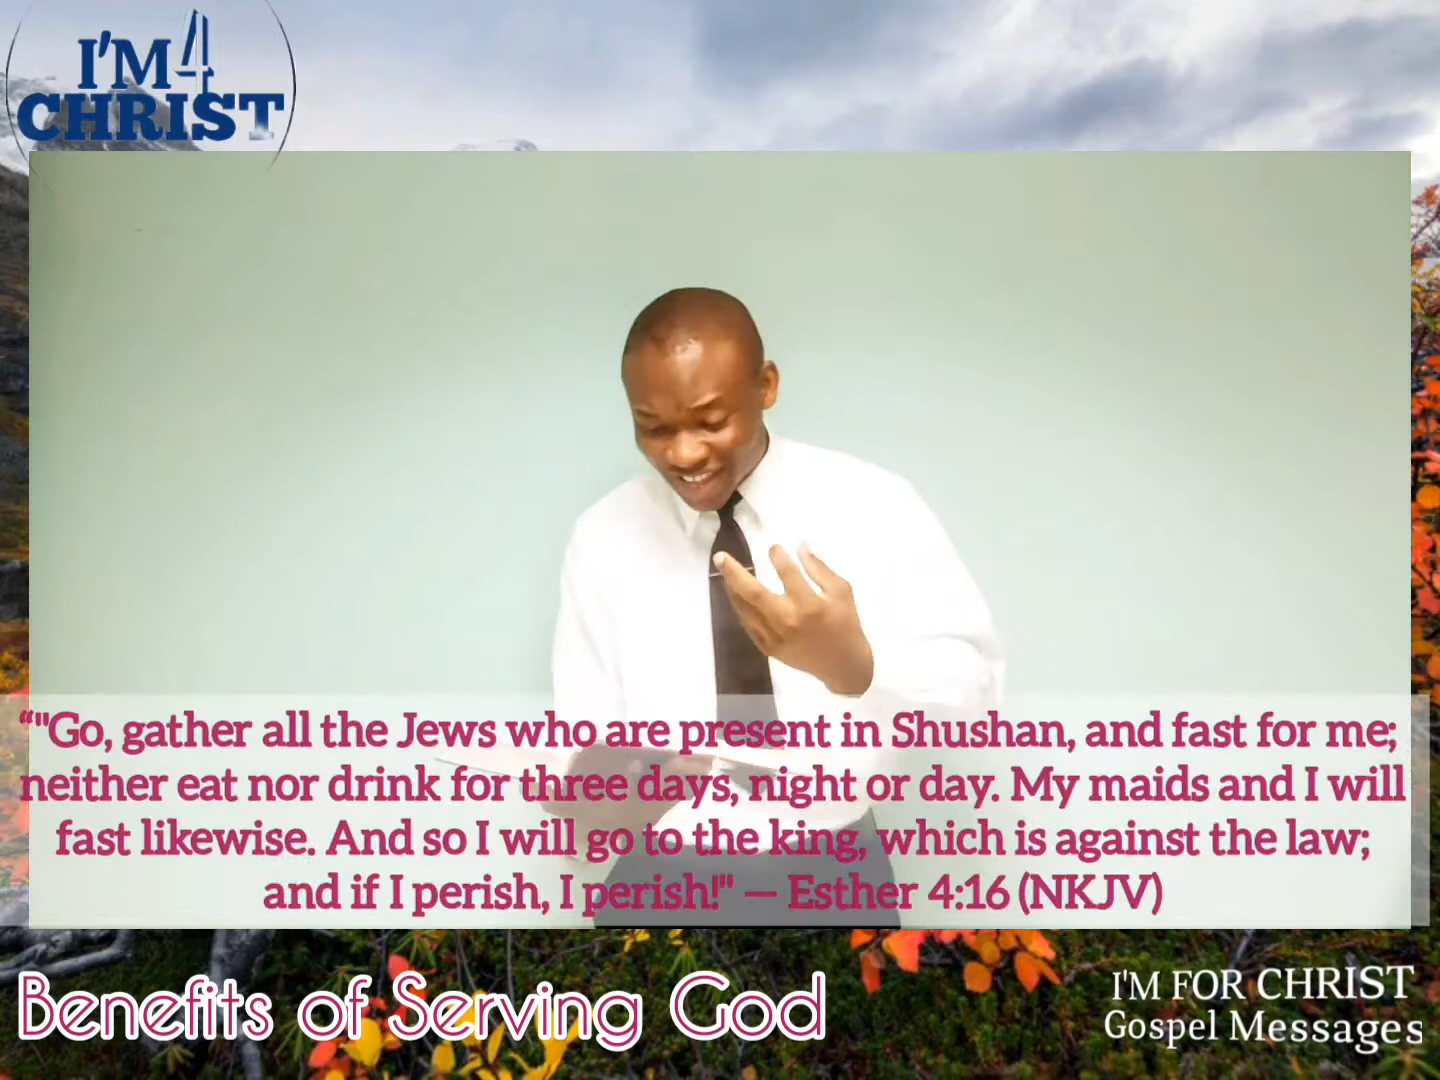 I'M4
CHRIST
“"Go, gather all the Jews who are present in Shushan, and fast for me;
neither eat nor drink for three days, night or day. My maids and I will
fast likewise. And so I will go to the king, which is against the law;
and if I perish, I perish!" — Esther 4:16 (NKJV)
Benefits of Serving God
I'M FOR CHRIST
Gospel Messages